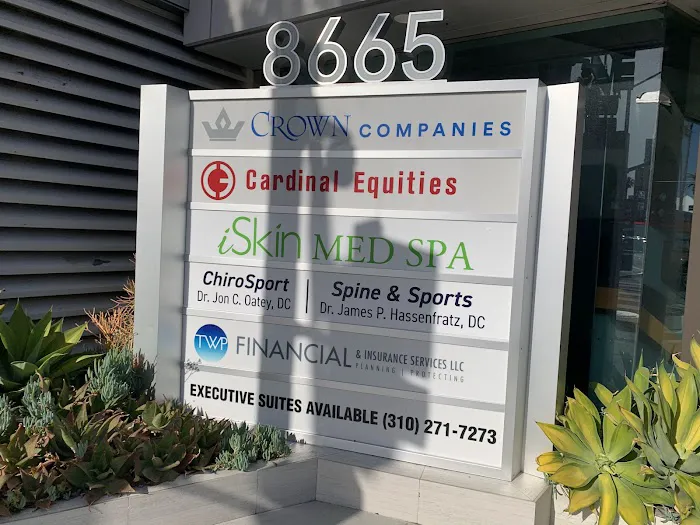 8665
CROWN COMPANIES
Cardinal Equities
iSkin MED SPA
ChiroSport
Dr. Jon C. Oatey, DC
Spine & Sports
Dr. James P. Hassenfratz, DC
TWP FINANCIAL & INSURANCE SERVICES LLC
PLANNING | PROTECTING
EXECUTIVE SUITES AVAILABLE (310) 271-7273